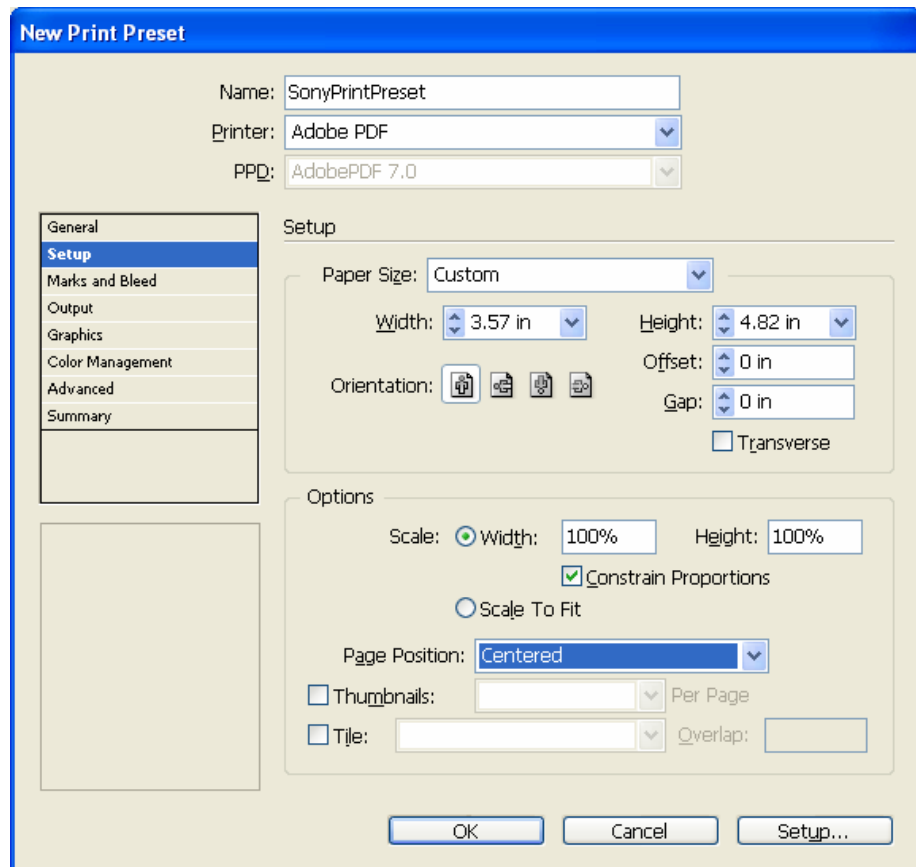 New Print Preset
Name: SonyPrintPreset
Printer: Adobe PDF
PPD: AdobePDF 7.0
General
Setup
Marks and Bleed
Output
Graphics
Color Management
Advanced
Summary
Setup
Paper Size: Custom
Width: 3.57 in Height: 4.82 in
Orientation: Offset: 0 in
Gap: 0 in
Transverse
Options
Scale: Width: 100% Height: 100%
Constrain Proportions
Scale To Fit
Page Position: Centered
Thumbnails: Per Page
Tile: Overlap:
OK Cancel Setup...